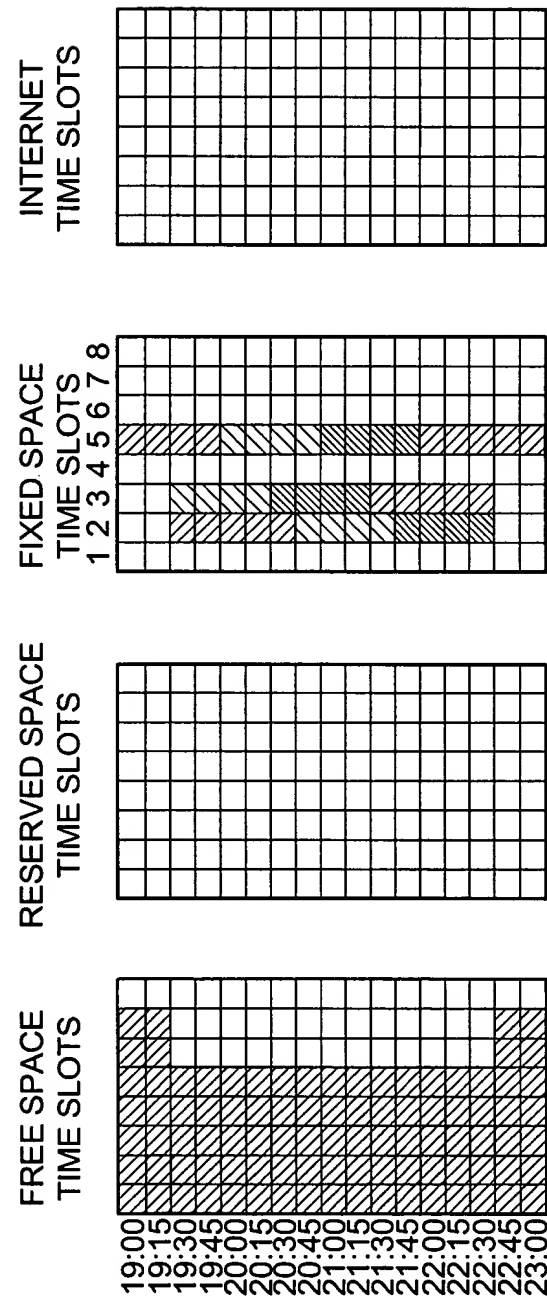 FREE SPACE
TIME SLOTS
RESERVED SPACE
TIME SLOTS
FIXED SPACE
TIME SLOTS
1 2 3 4 5 6 7 8
INTERNET
TIME SLOTS
19:00
19:15
19:30
19:45
20:00
20:15
20:30
20:45
21:00
21:15
21:30
21:45
22:00
22:15
22:30
22:45
23:00